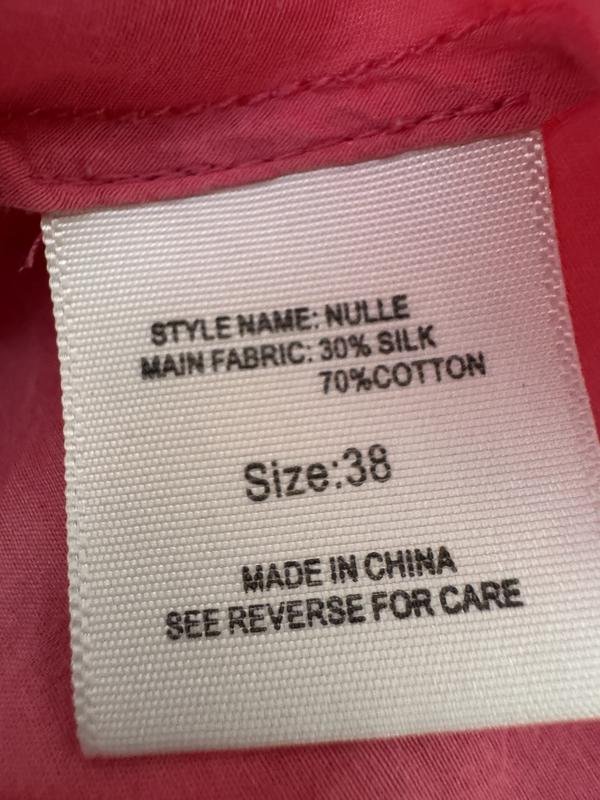 STYLE NAME: NULLE
MAIN FABRIC: 30% SILK
70%COTTON
Size:38
MADE IN CHINA
SEE REVERSE FOR CARE